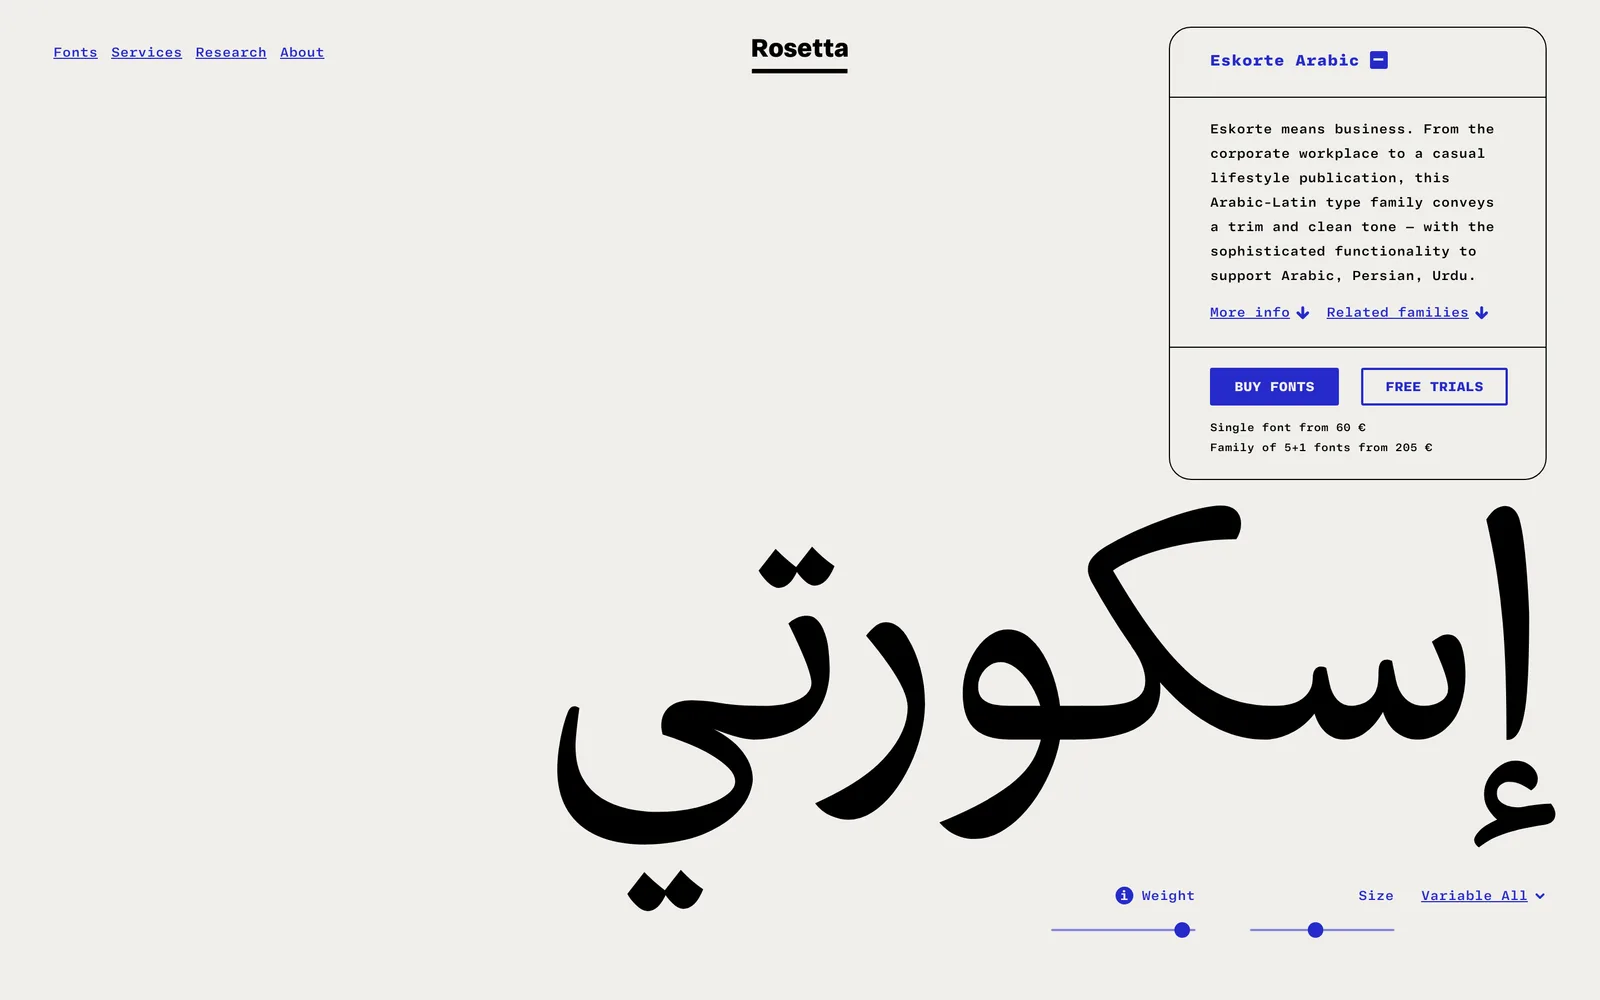 Fonts Services Research About
Rosetta
Eskorte Arabic
Eskorte means business. From the
corporate workplace to a casual
lifestyle publication, this
Arabic-Latin type family conveys
a trim and clean tone — with the
sophisticated functionality to
support Arabic, Persian, Urdu.
More info Related families
BUY FONTS FREE TRIALS
Single font from 60 €
Family of 5+1 fonts from 205 €
إسكورتي
i Weight Size Variable All